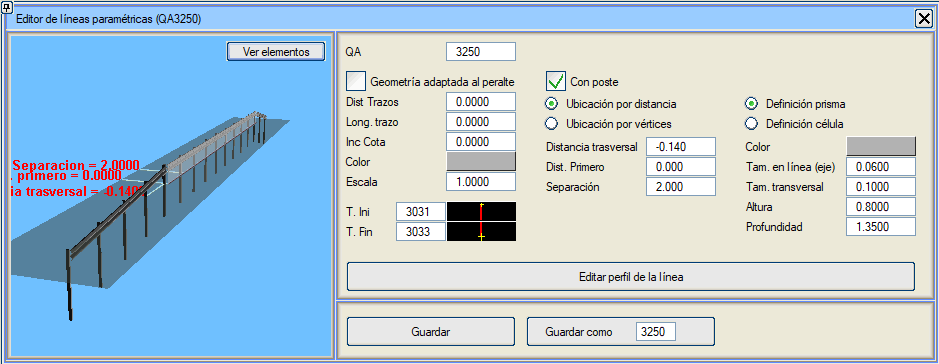 Editor de líneas paramétricas (QA3250)
Ver elementos
Separacion = 2.0000
. primero = 0.0000
ia trasversal = -0.140
QA 3250
Geometría adaptada al peralte
Dist Trazos 0.0000
Long. trazo 0.0000
Inc Cota 0.0000
Color
Escala 1.0000
T. Ini 3031
T. Fin 3033
Con poste
Ubicación por distancia
Ubicación por vértices
Distancia trasversal -0.140
Dist. Primero 0.000
Separación 2.000
Definición prisma
Definición célula
Color
Tam. en línea (eje) 0.0600
Tam. transversal 0.1000
Altura 0.8000
Profundidad 1.3500
Editar perfil de la línea
Guardar
Guardar como 3250